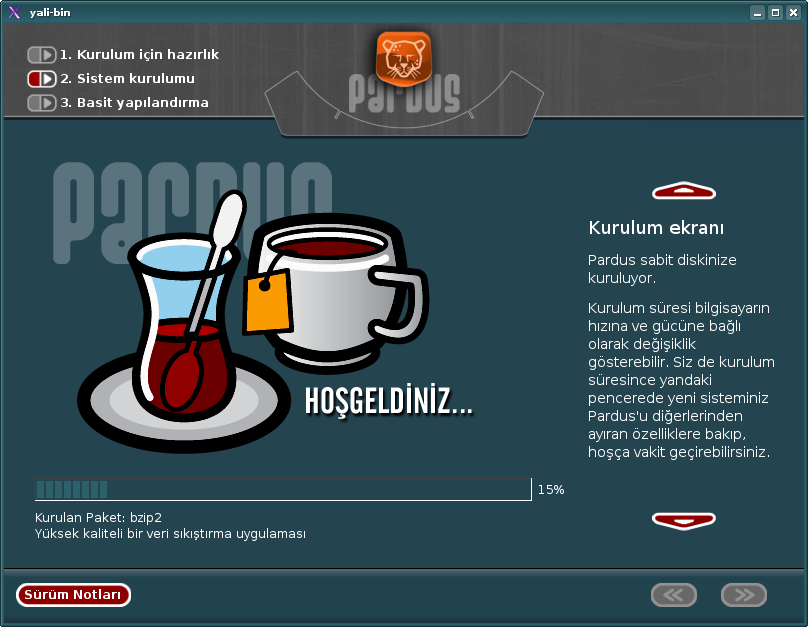 yali-bin
1. Kurulum için hazırlık
2. Sistem kurulumu
3. Basit yapılandırma
PARDUS
PARDUS
HOŞGELDİNİZ...
Kurulum ekranı
Pardus sabit diskinize
kuruluyor.
Kurulum süresi bilgisayarın
hızına ve gücüne bağlı
olarak değişiklik
gösterebilir. Siz de kurulum
süresince yandaki
pencerede yeni sisteminiz
Pardus'u diğerlerinden
ayıran özelliklere bakıp,
hoşça vakit geçirebilirsiniz.
15%
Kurulan Paket: bzip2
Yüksek kaliteli bir veri sıkıştırma uygulaması
Sürüm Notları